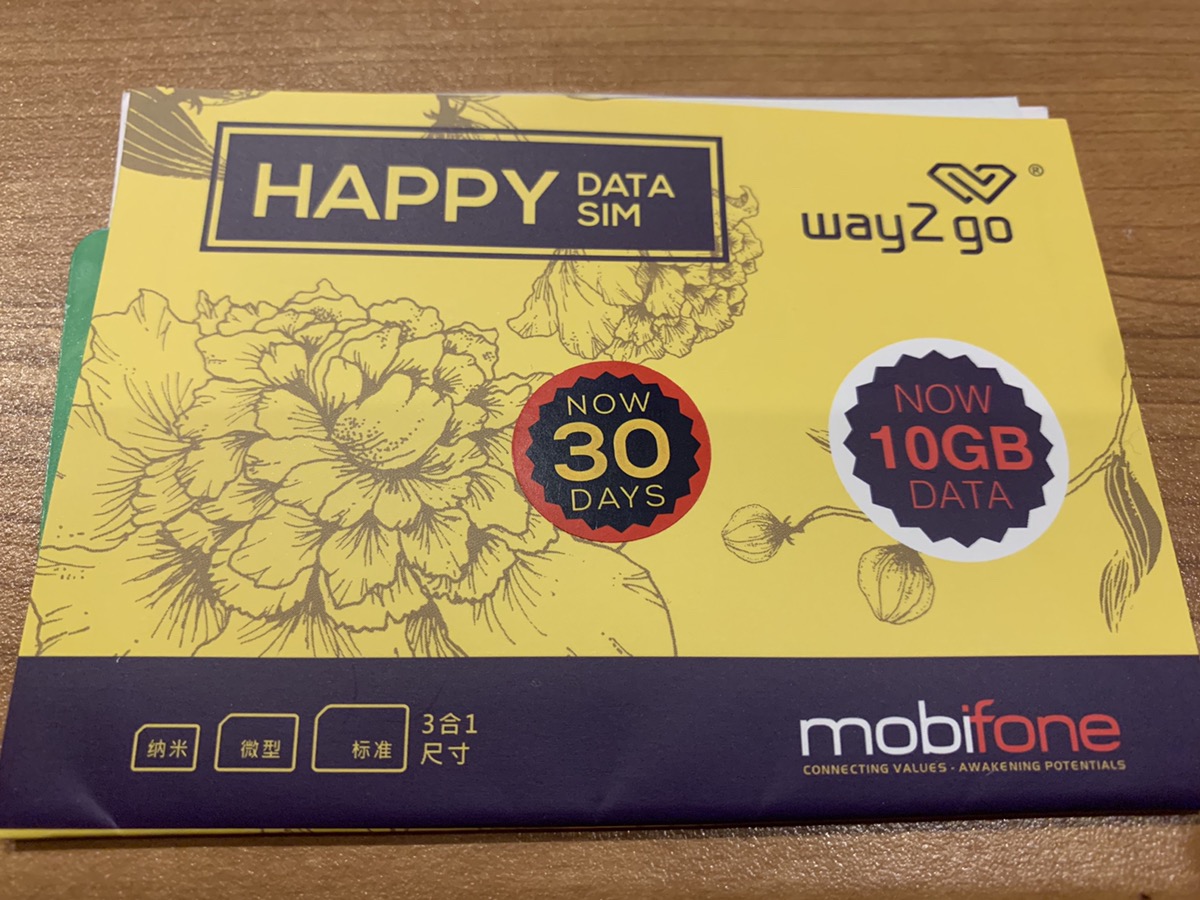 HAPPY DATA SIM
way2go®
NOW
30
DAYS
NOW
10GB
DATA
纳米
微型
标准
3合1
尺寸
mobifone
CONNECTING VALUES - AWAKENING POTENTIALS